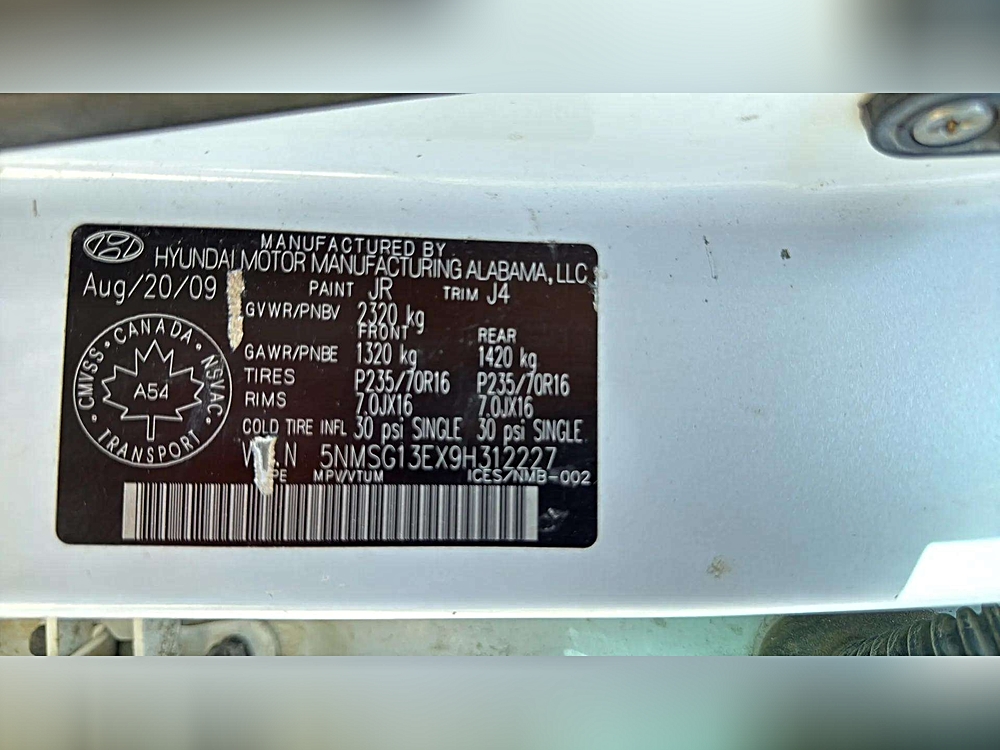 MANUFACTURED BY
HYUNDAI MOTOR MANUFACTURING ALABAMA, LLC
Aug/20/09 PAINT JR TRIM J4
GVWR/PNBV 2320 kg
FRONT REAR
GAWR/PNBE 1320 kg 1420 kg
TIRES P235/70R16 P235/70R16
RIMS 7.0JX16 7.0JX16
COLD TIRE INFL 30 psi SINGLE 30 psi SINGLE
5NMSG13EX9H312227
MPV/VTUM ICES/NMB-002
CANADA
CMVSS NSVAC
A54
TRANSPORT